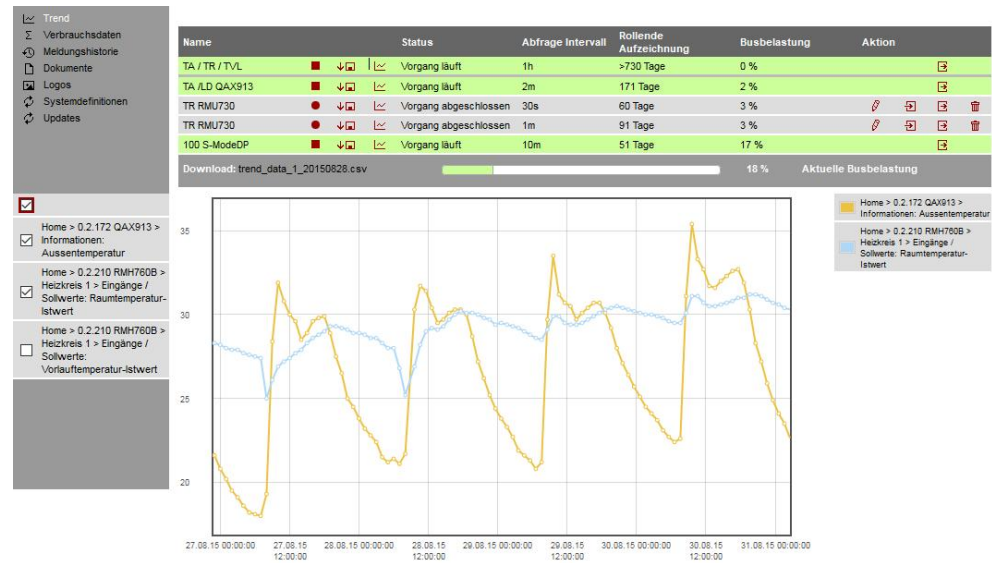 Trend
Verbrauchsdaten
Meldungshistorie
Dokumente
Logos
Systemdefinitionen
Updates
Name Status Abfrage Intervall Rollende Aufzeichnung Busbelastung Aktion
TA / TR / TVL Vorgang läuft 1h >730 Tage 0 %
TA /LD QAX913 Vorgang läuft 2m 171 Tage 2 %
TR RMU730 Vorgang abgeschlossen 30s 60 Tage 3 %
TR RMU730 Vorgang abgeschlossen 1m 91 Tage 3 %
100 S-ModeDP Vorgang läuft 10m 51 Tage 17 %
Download: trend_data_1_20150828.csv 18 % Aktuelle Busbelastung
Home > 0.2.172 QAX913 >
Informationen:
Aussentemperatur
Home > 0.2.210 RMH760B >
Heizkreis 1 > Eingänge /
Sollwerte: Raumtemperatur-
Istwert
Home > 0.2.210 RMH760B >
Heizkreis 1 > Eingänge /
Sollwerte:
Vorlauftemperatur-Istwert
35
30
25
20
27.08.15 00:00:00
27.08.15
12:00:00
28.08.15 00:00:00
28.08.15
12:00:00
29.08.15 00:00:00
29.08.15
12:00:00
30.08.15 00:00:00
30.08.15
12:00:00
31.08.15 00:00:00
Home > 0.2.172 QAX913 >
Informationen: Aussentemperatur
Home > 0.2.210 RMH760B >
Heizkreis 1 > Eingänge /
Sollwerte: Raumtemperatur-
Istwert